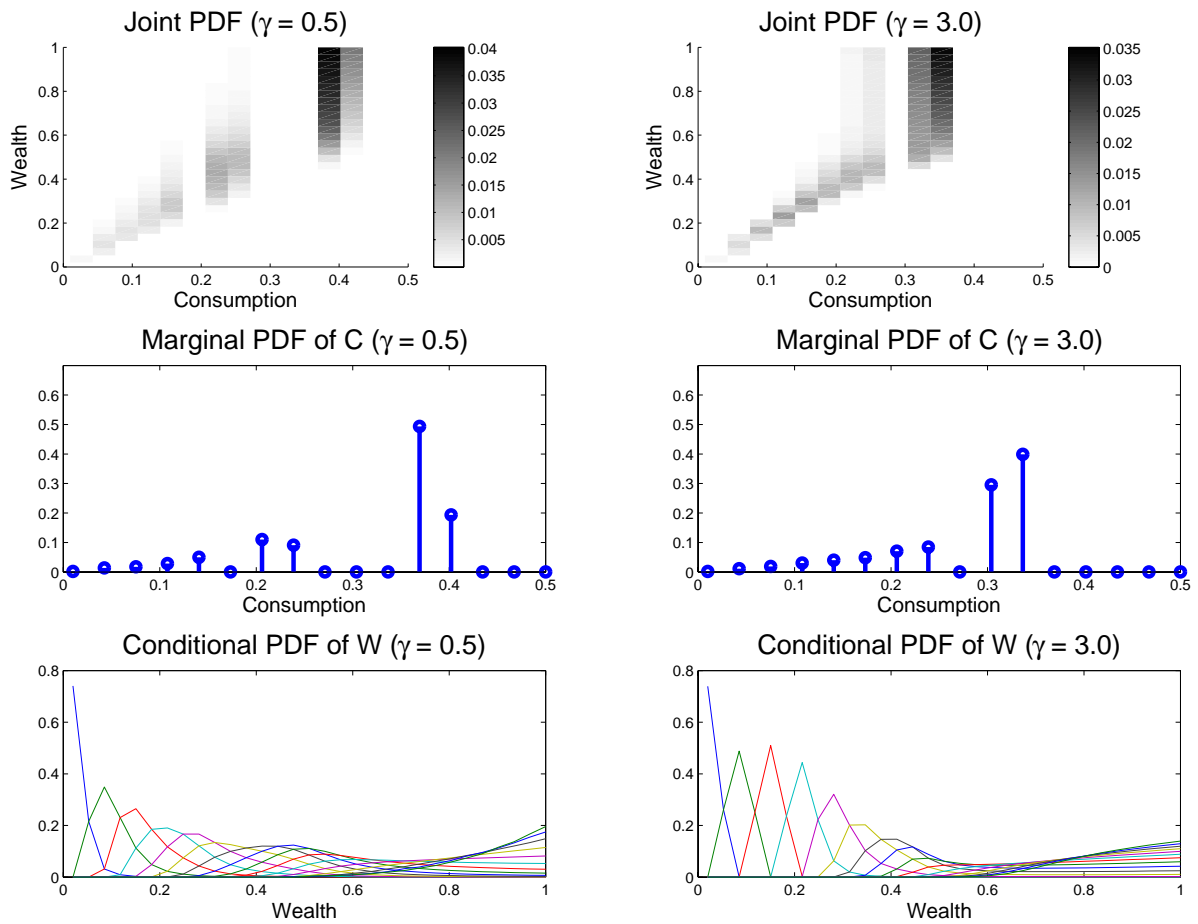 Joint PDF (γ = 0.5)
Joint PDF (γ = 3.0)
Wealth
1
0.8
0.6
0.4
0.2
0
0 0.1 0.2 0.3 0.4 0.5
Consumption
0.04
0.035
0.03
0.025
0.02
0.015
0.01
0.005
Wealth
1
0.8
0.6
0.4
0.2
0
0 0.1 0.2 0.3 0.4 0.5
Consumption
0.035
0.03
0.025
0.02
0.015
0.01
0.005
0
Marginal PDF of C (γ = 0.5)
Marginal PDF of C (γ = 3.0)
0.6
0.5
0.4
0.3
0.2
0.1
0
0 0.1 0.2 0.3 0.4 0.5
Consumption
0.6
0.5
0.4
0.3
0.2
0.1
0
0 0.1 0.2 0.3 0.4 0.5
Consumption
Conditional PDF of W (γ = 0.5)
Conditional PDF of W (γ = 3.0)
0.8
0.6
0.4
0.2
0
0 0.2 0.4 0.6 0.8 1
Wealth
0.8
0.6
0.4
0.2
0
0 0.2 0.4 0.6 0.8 1
Wealth